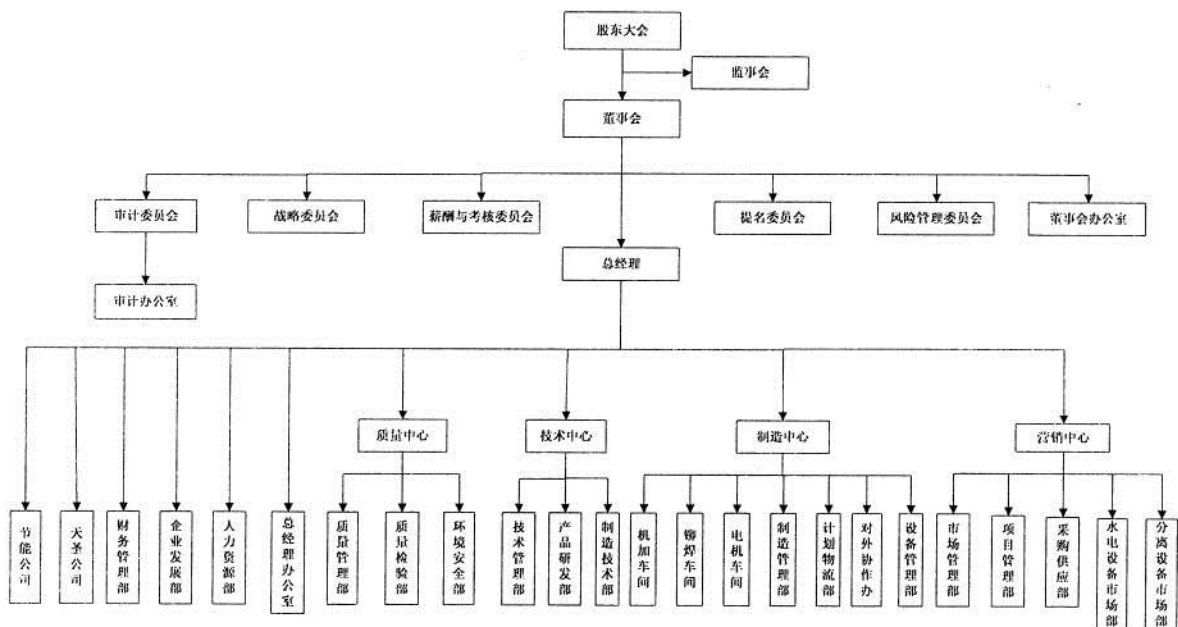 股东大会
监事会
董事会
审计委员会
战略委员会
薪酬与考核委员会
提名委员会
风险管理委员会
董事会办公室
总经理
审计办公室
质量中心
技术中心
制造中心
营销中心
节能公司
天圣公司
财务管理部
企业发展部
人力资源部
总经理办公室
质量管理部
质量检验部
环境安全部
技术管理部
产品研发部
制造技术部
机加车间
铆焊车间
电机车间
制造管理部
计划物流部
对外协作办
设备管理部
市场管理部
项目管理部
采购供应部
水电设备市场部
分离设备市场部